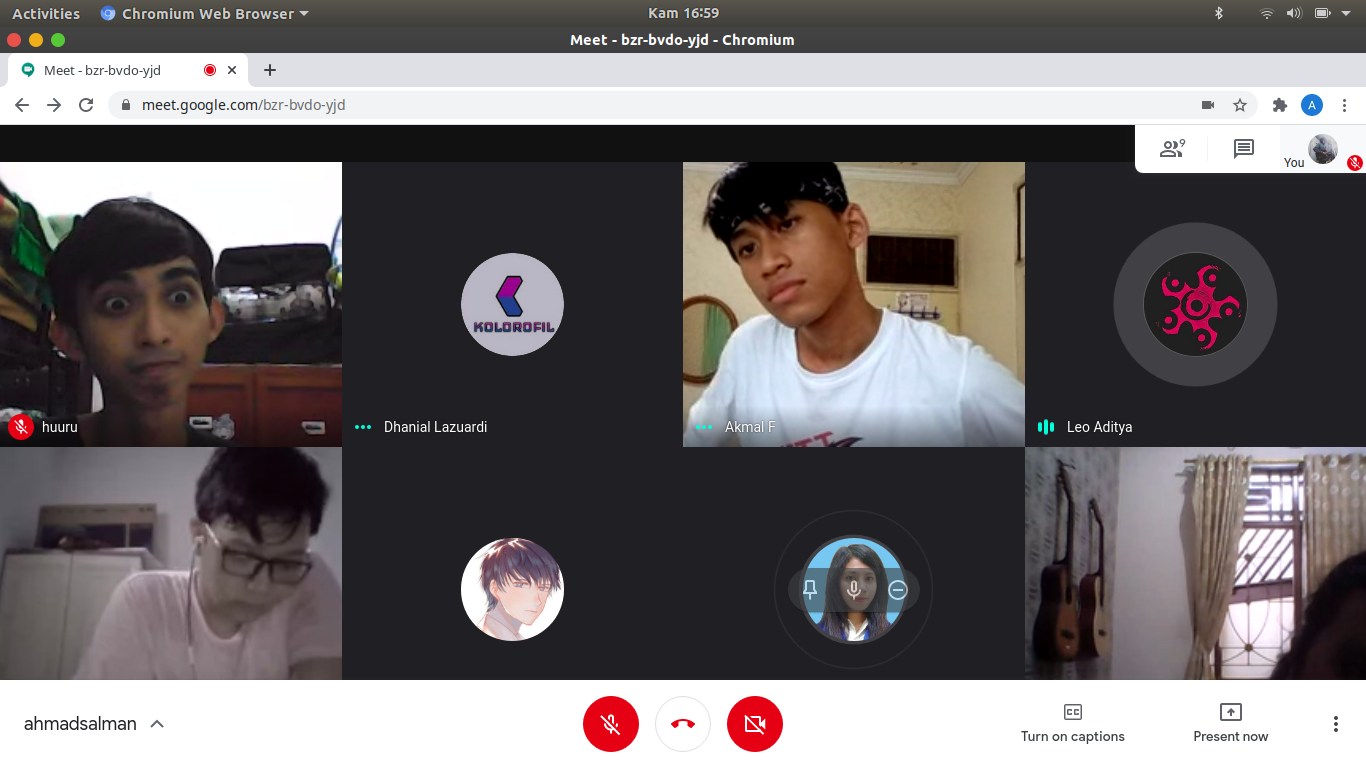 Activities Chromium Web Browser Kam 16:59
Meet - bzr-bvdo-yjd - Chromium
Meet - bzr-bvdo-yjd
meet.google.com/bzr-bvdo-yjd A
9 You
KOLOROFIL
huuru Dhanial Lazuardi Akmal F Leo Aditya
ahmadsalman
CC
Turn on captions Present now